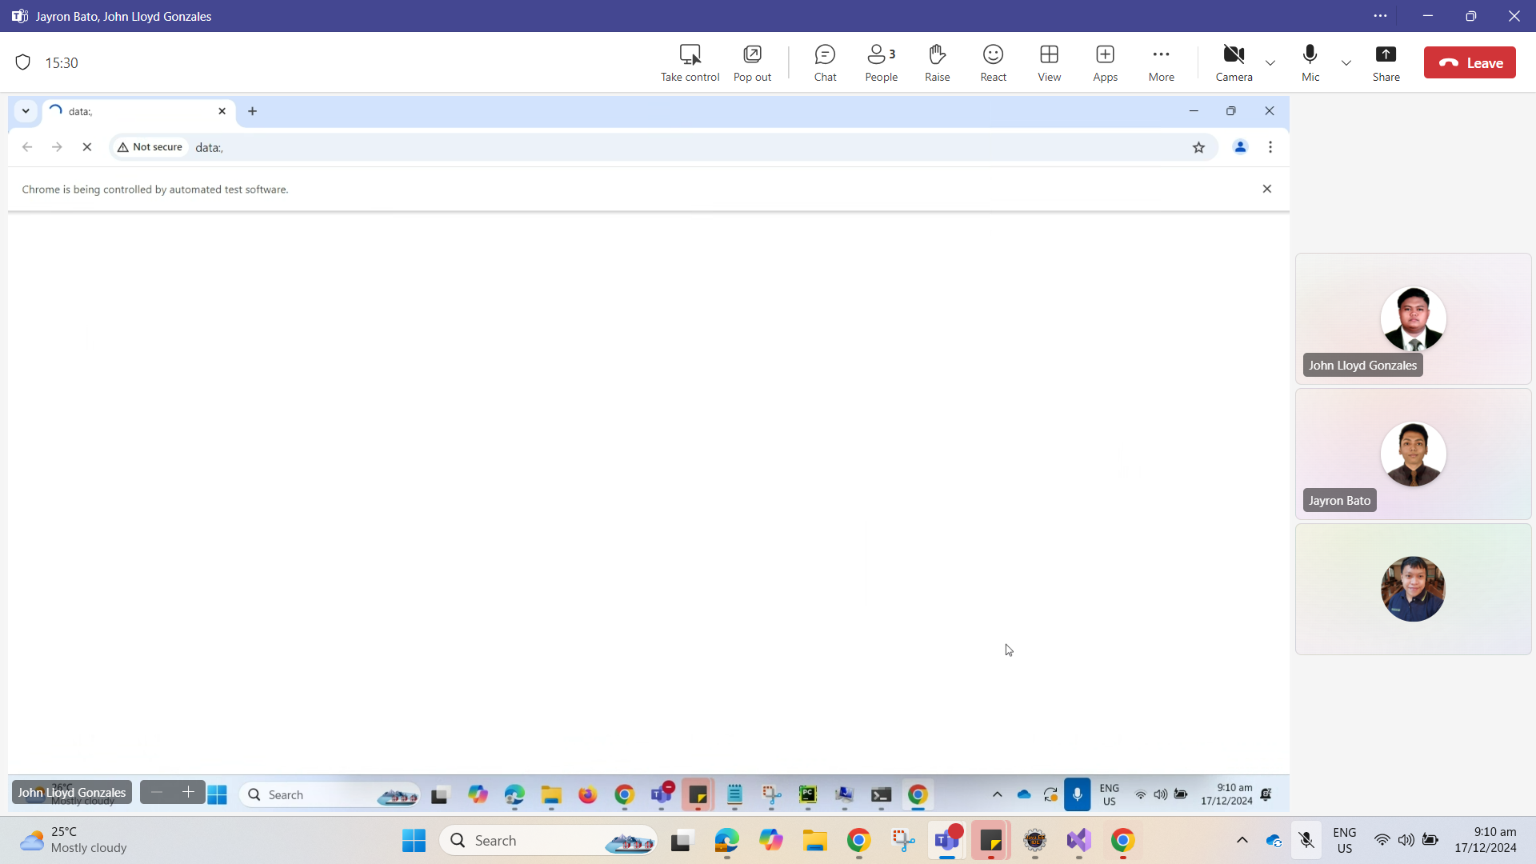 Jayron Bato, John Lloyd Gonzales
15:30
Take control
Pop out
Chat
3
People
Raise
React
View
Apps
More
Camera
Mic
Share
Leave
data:,
Not secure
data:,
Chrome is being controlled by automated test software.
John Lloyd Gonzales
Jayron Bato
John Lloyd Gonzales
Mostly cloudy
Search
PC
ENG
US
9:10 am
17/12/2024
25°C
Mostly cloudy
Search
ENG
US
9:10 am
17/12/2024